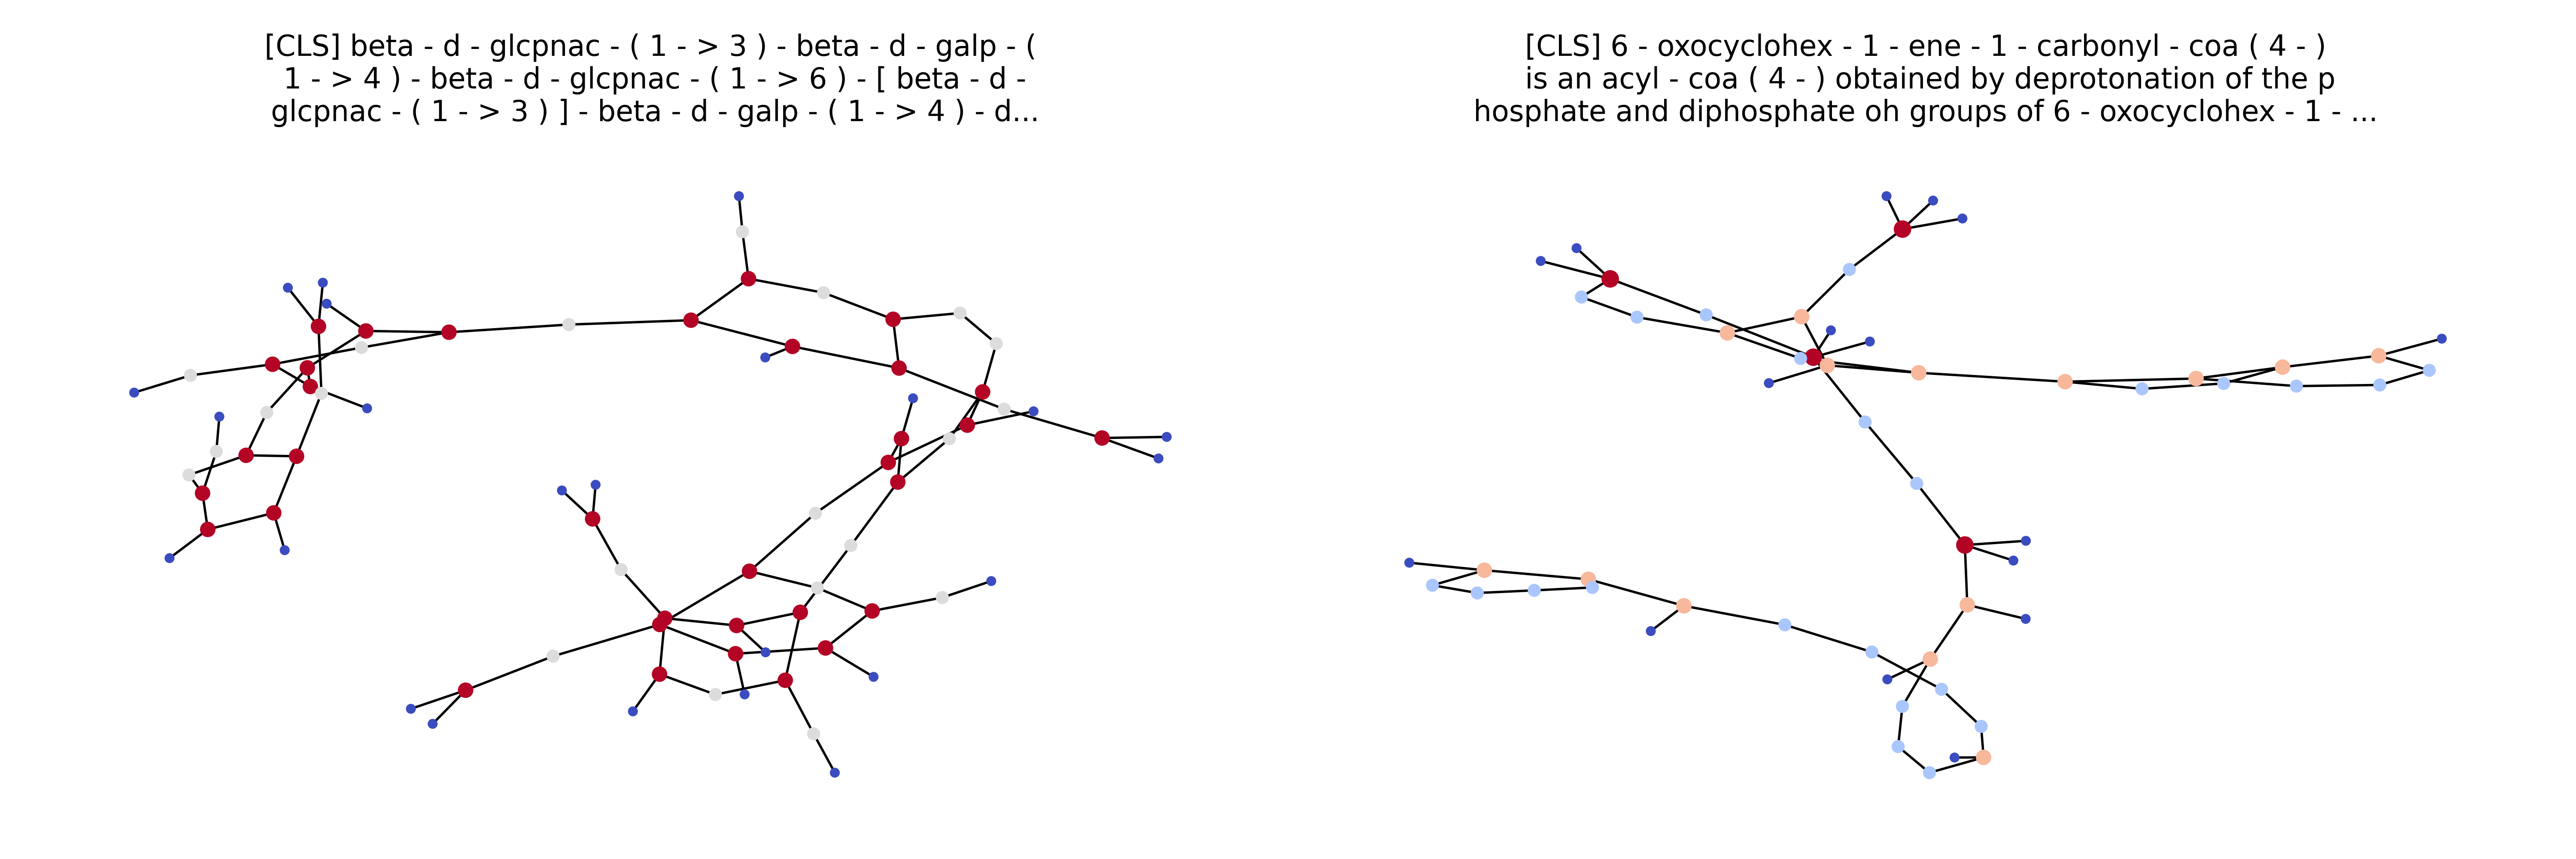 [CLS] beta - d - glcpnac - ( 1 - > 3 ) - beta - d - galp - (
1 - > 4 ) - beta - d - glcpnac - ( 1 - > 6 ) - [ beta - d -
glcpnac - ( 1 - > 3 ) ] - beta - d - galp - ( 1 - > 4 ) - d...
[CLS] 6 - oxocyclohex - 1 - ene - 1 - carbonyl - coa ( 4 - )
is an acyl - coa ( 4 - ) obtained by deprotonation of the p
hosphate and diphosphate oh groups of 6 - oxocyclohex - 1 - ...